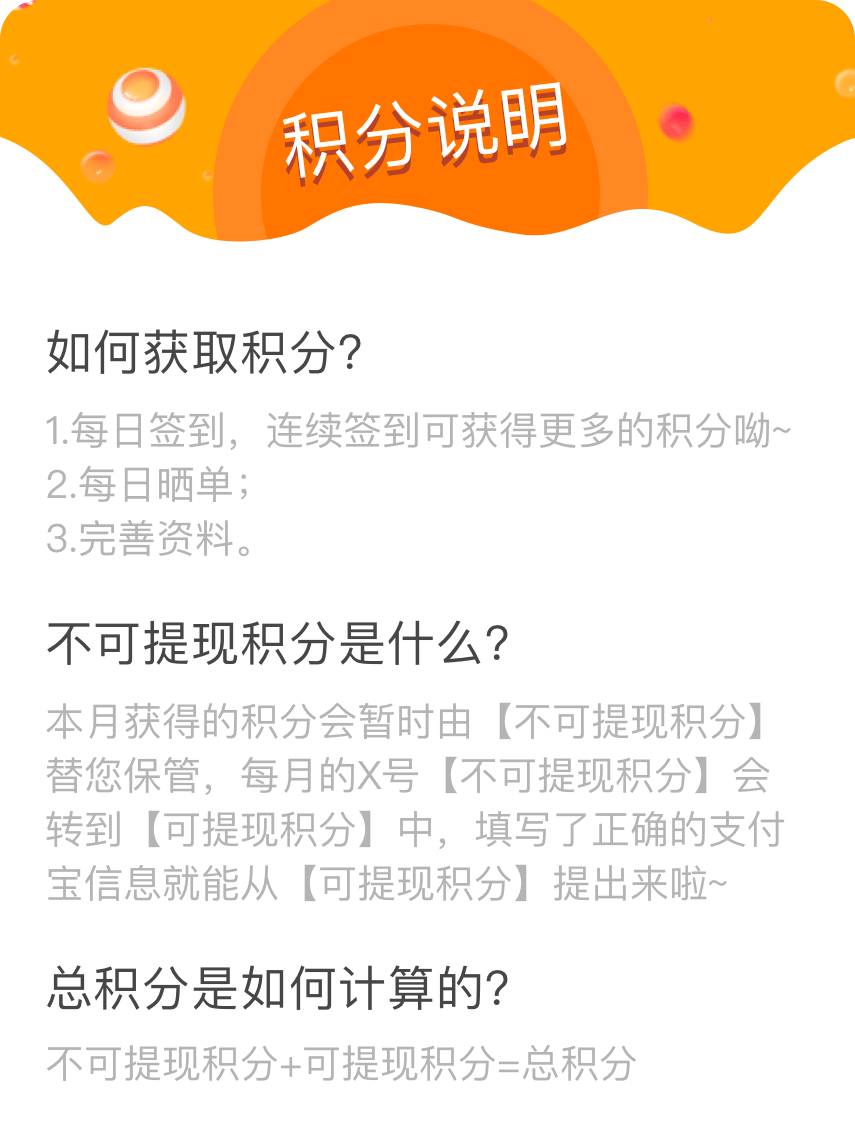 积分说明
如何获取积分？
1.每日签到，连续签到可获得更多的积分呦~
2.每日晒单；
3.完善资料。
不可提现积分是什么？
本月获得的积分会暂时由【不可提现积分】
替您保管，每月的X号【不可提现积分】会
转到【可提现积分】中，填写了正确的支付
宝信息就能从【可提现积分】提出来啦~
总积分是如何计算的？
不可提现积分+可提现积分=总积分